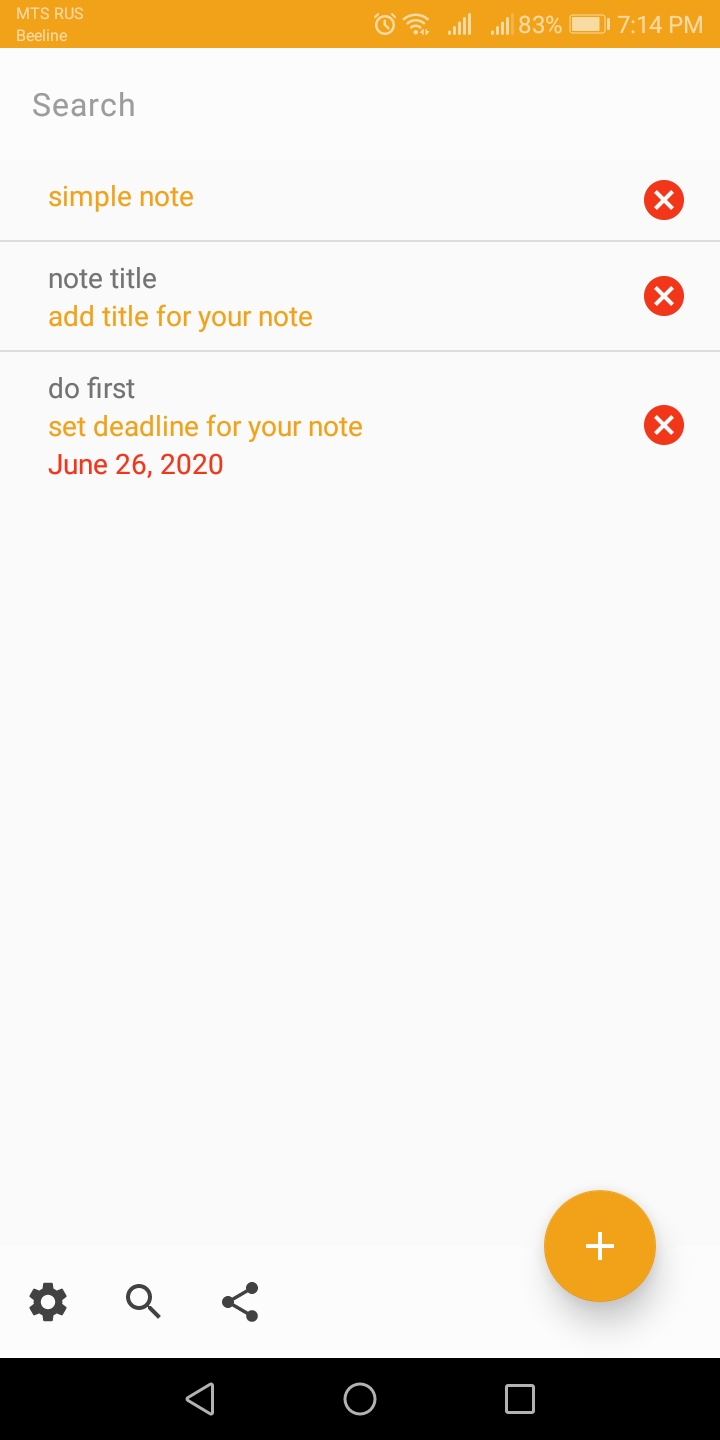 MTS RUS
Beeline
83% 7:14 PM
Search
simple note
note title
add title for your note
do first
set deadline for your note
June 26, 2020